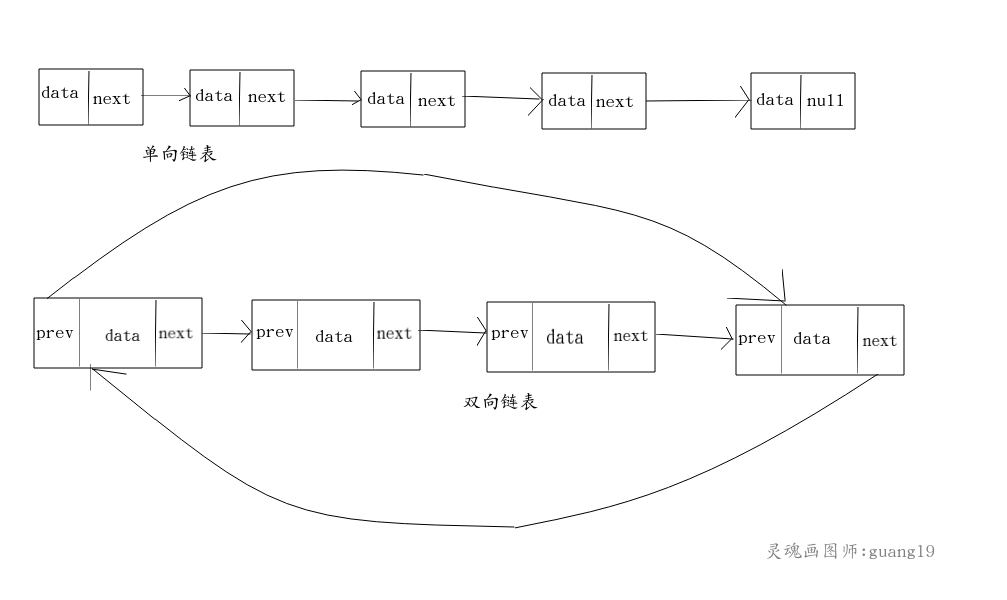 data next data next data next data next data null
单向链表
prev data next prev data next prev data next prev data next
双向链表
灵魂画图师:guang19